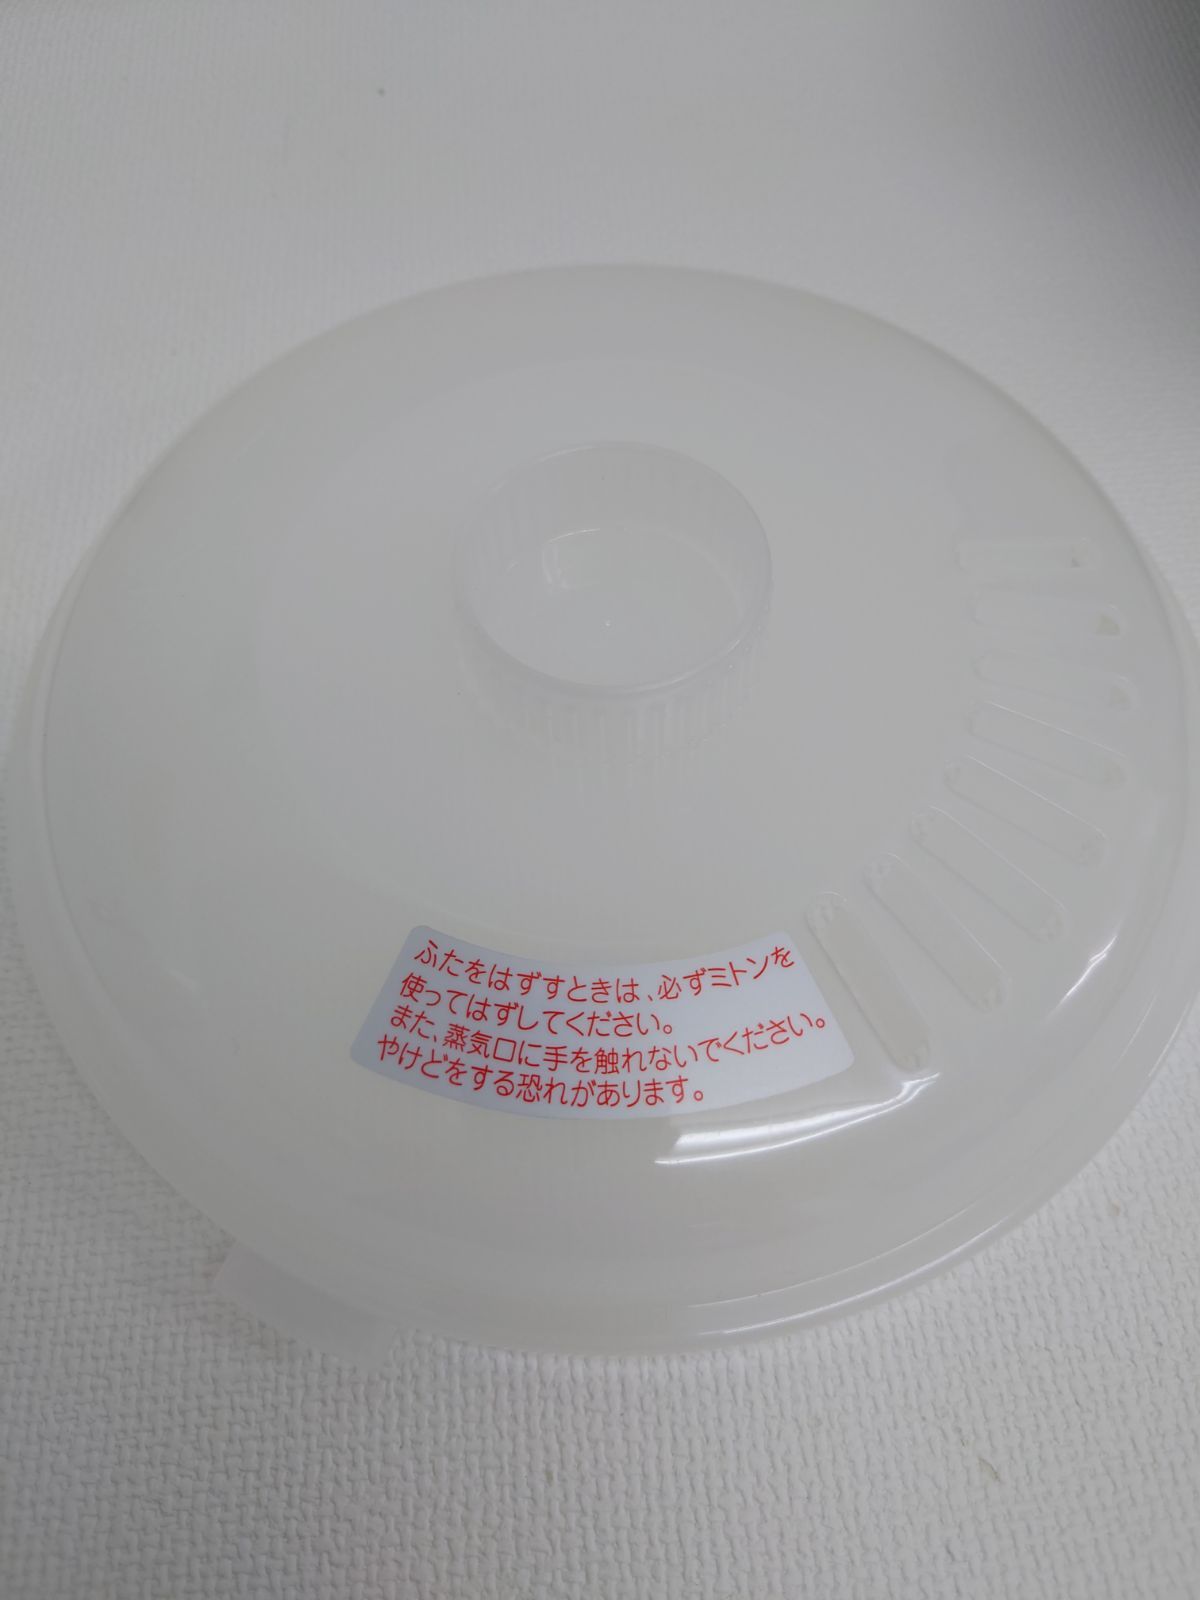 ふたをはずすときは、必ずミトンを
使ってはずしてください。
また、蒸気口に手を触れないでください。
やけどをする恐れがあります。